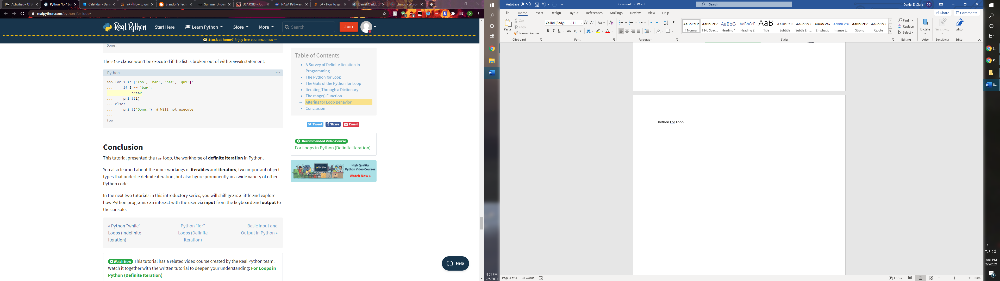 Activities – CTE
Python "for" Lo
Calendar - Dani
c# - How to get
Brandon's Tech
Summer Under
USAJOBS - Job
NASA Pathways
c# - How to get
Daniel Clark's D
strings - Word
realpython.com/python-for-loop/
Real Python
Start Here
Learn Python
Store
More
Search
Join
Stuck at home? Enjoy free courses, on us →
Done.
The else clause won't be executed if the list is broken out of with a break statement:
Python >>>
>>> for i in ['foo', 'bar', 'baz', 'qux']:
... if i == 'bar':
... break
... print(i)
... else:
... print('Done.') # Will not execute
...
foo
Conclusion
This tutorial presented the for loop, the workhorse of definite iteration in Python.
You also learned about the inner workings of iterables and iterators, two important object
types that underlie definite iteration, but also figure prominently in a wide variety of other
Python code.
In the next two tutorials in this introductory series, you will shift gears a little and explore
how Python programs can interact with the user via input from the keyboard and output to
the console.
« Python "while"
Loops (Indefinite
Iteration)
Python "for"
Loops (Definite
Iteration)
Basic Input and
Output in Python »
Watch Now This tutorial has a related video course created by the Real Python team.
Watch it together with the written tutorial to deepen your understanding: For Loops in
Python (Definite Iteration)
Table of Contents
A Survey of Definite Iteration in
Programming
The Python for Loop
The Guts of the Python for Loop
Iterating Through a Dictionary
The range() Function
→ Altering for Loop Behavior
Conclusion
Tweet
Share
Email
Recommended Video Course
For Loops in Python (Definite Iteration)
High Quality
Python Video Courses
Watch Now »
Help
8:01 PM
2/5/2021
AutoSave Off
Document1 - Word
Search
Daniel D Clark DD
File Home Insert Design Layout References Mailings Review View Help
Share
Comments
Paste
Cut
Copy
Format Painter
Clipboard
Calibri (Body) 11
Font
Paragraph
AaBbCcDc AaBbCcDc AaBbCc AaBbCcC AaB AaBbCcC AaBbCcDc AaBbCcDc AaBbCcDc AaBbCcDc AaBbCcDc
¶ Normal ¶ No Spac... Heading 1 Heading 2 Title Subtitle Subtle Em... Emphasis Intense E... Strong Quote
Styles
Find
Replace
Select
Editing
Dictate
Voice
Sensitivity
Sensitivity
Editor
Editor
Python For Loop
Page 4 of 4 28 words
Focus
100%
(...
P...
D...
8:01 PM
2/5/2021